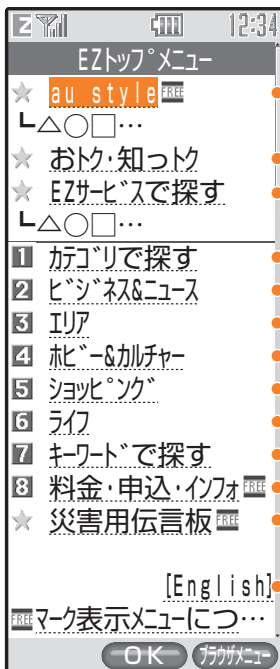 Z 12:34
EZトップメニュー
★ au style FREE
┗△○□…
★ おトク・知っトク
★ EZサービスで探す
┗△○□…
1 カテゴリで探す
2 ビジネス&ニュース
3 エリア
4 ホビー&カルチャー
5 ショッピング
6 ライフ
7 キーワードで探す
8 料金・申込・インフォ FREE
★ 災害用伝言板 FREE
[English]
FREEマーク表示メニューにつ…
OK ブラウザメニュー